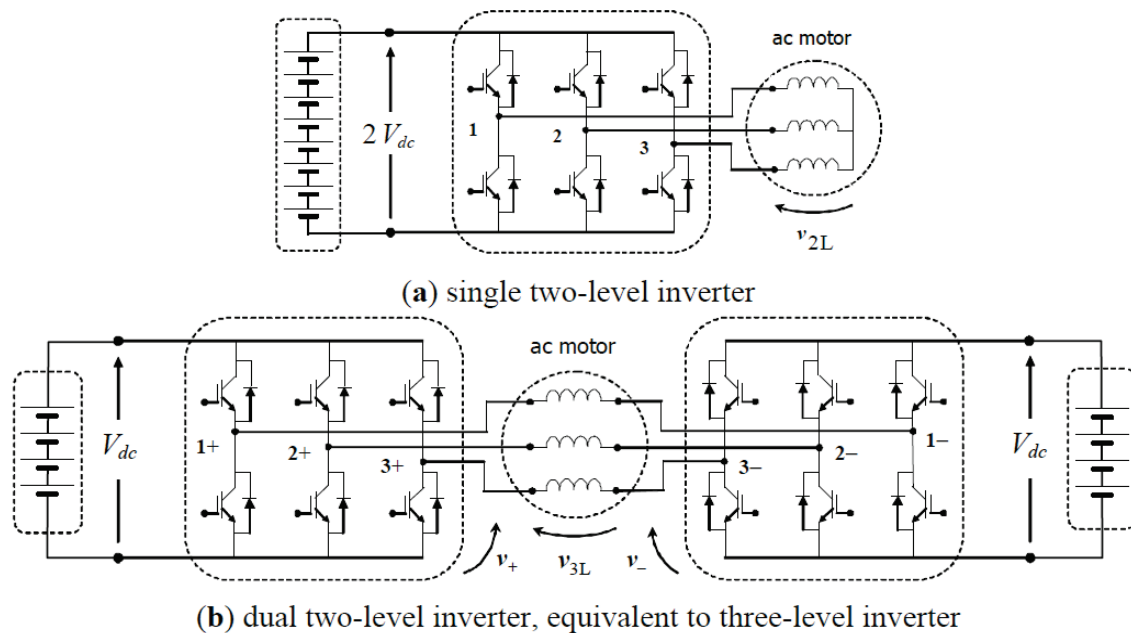 ac motor
2 V_dc
1
2
3
v_2L
(a) single two-level inverter
ac motor
V_dc
1+
2+
3+
3−
2−
1−
V_dc
v_+
v_3L
v_−
(b) dual two-level inverter, equivalent to three-level inverter